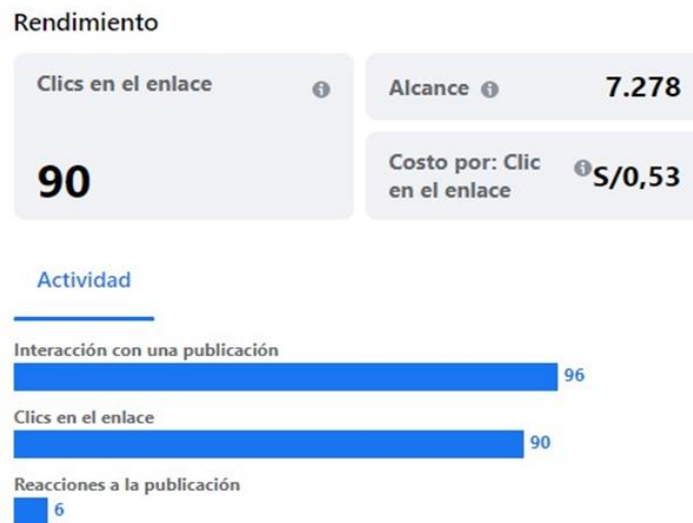 Rendimiento
Clics en el enlace
90
Alcance 7.278
Costo por: Clic
en el enlace
S/0,53
Actividad
Interacción con una publicación
96
Clics en el enlace
90
Reacciones a la publicación
6